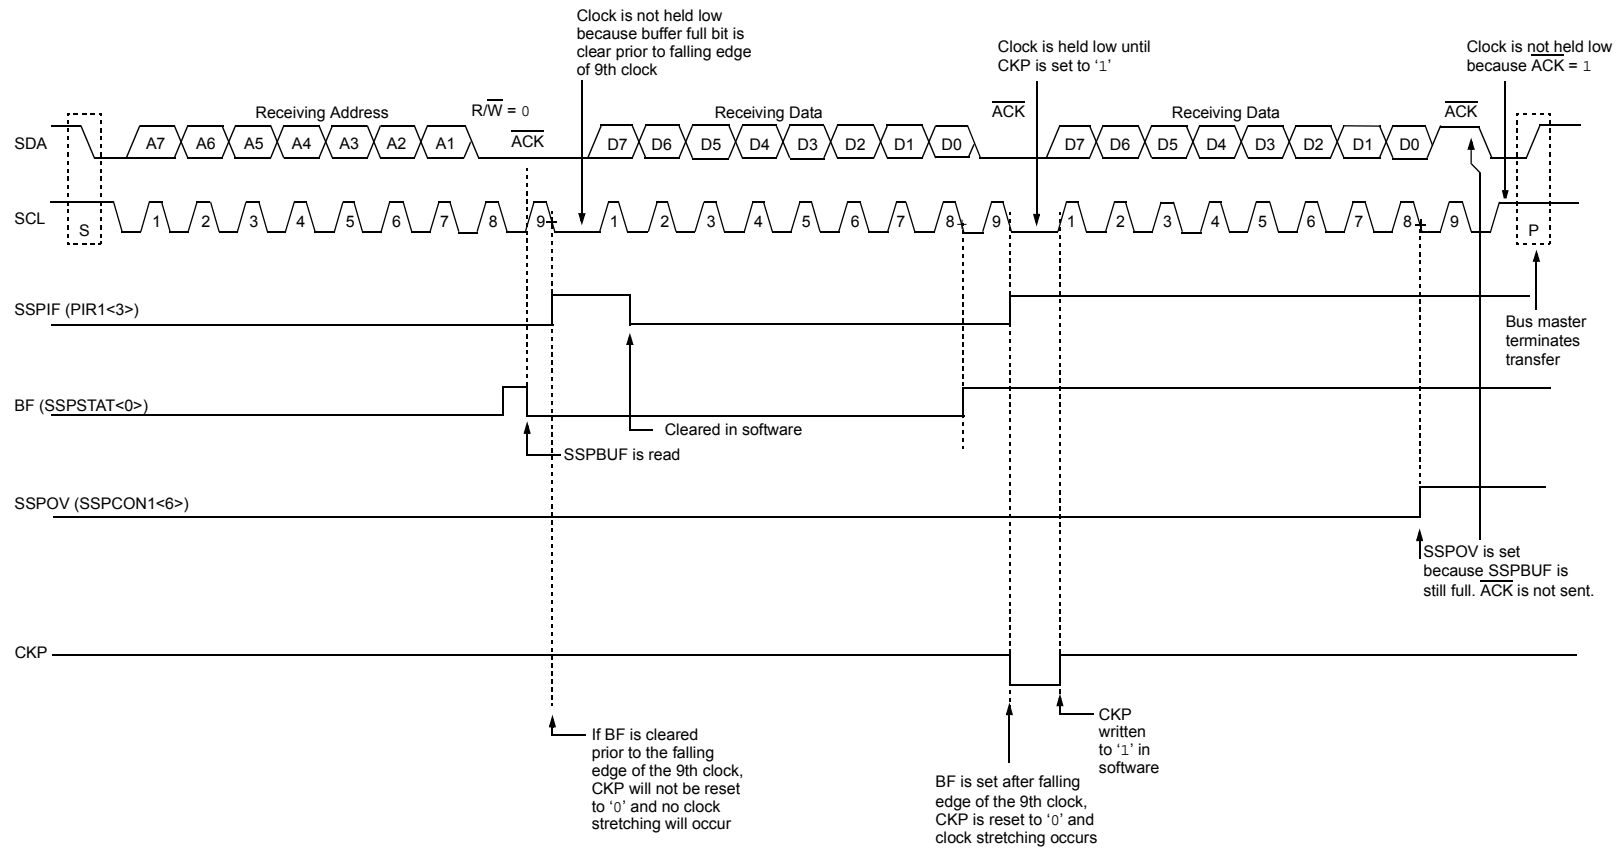 Clock is not held low
because buffer full bit is
clear prior to falling edge
of 9th clock
Clock is held low until
CKP is set to ‘1’
Clock is not held low
because ACK = 1
Receiving Address
R/W = 0
ACK
Receiving Data
ACK
Receiving Data
ACK
SDA
A7 A6 A5 A4 A3 A2 A1
D7 D6 D5 D4 D3 D2 D1 D0
D7 D6 D5 D4 D3 D2 D1 D0
SCL
S
1 2 3 4 5 6 7 8 9
1 2 3 4 5 6 7 8 9
1 2 3 4 5 6 7 8 9
P
SSPIF (PIR1<3>)
Bus master
terminates
transfer
BF (SSPSTAT<0>)
Cleared in software
SSPBUF is read
SSPOV (SSPCON1<6>)
SSPOV is set
because SSPBUF is
still full. ACK is not sent.
CKP
If BF is cleared
prior to the falling
edge of the 9th clock,
CKP will not be reset
to ‘0’ and no clock
stretching will occur
CKP
written
to ‘1’ in
software
BF is set after falling
edge of the 9th clock,
CKP is reset to ‘0’ and
clock stretching occurs